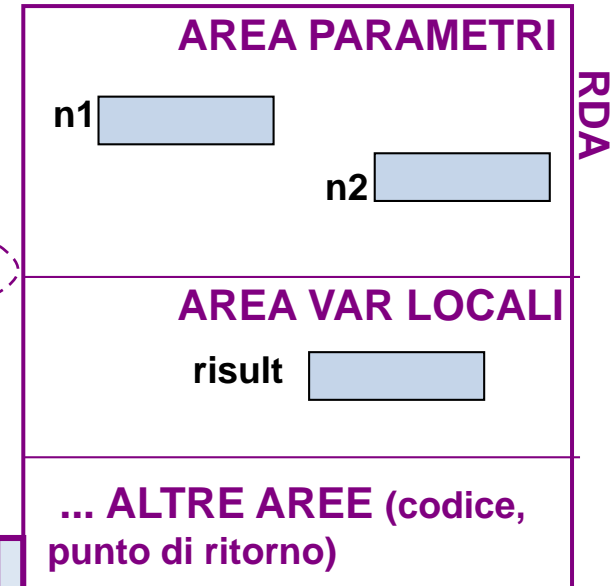 AREA PARAMETRI
RDA
n1
n2
AREA VAR LOCALI
risult
... ALTRE AREE (codice,
punto di ritorno)